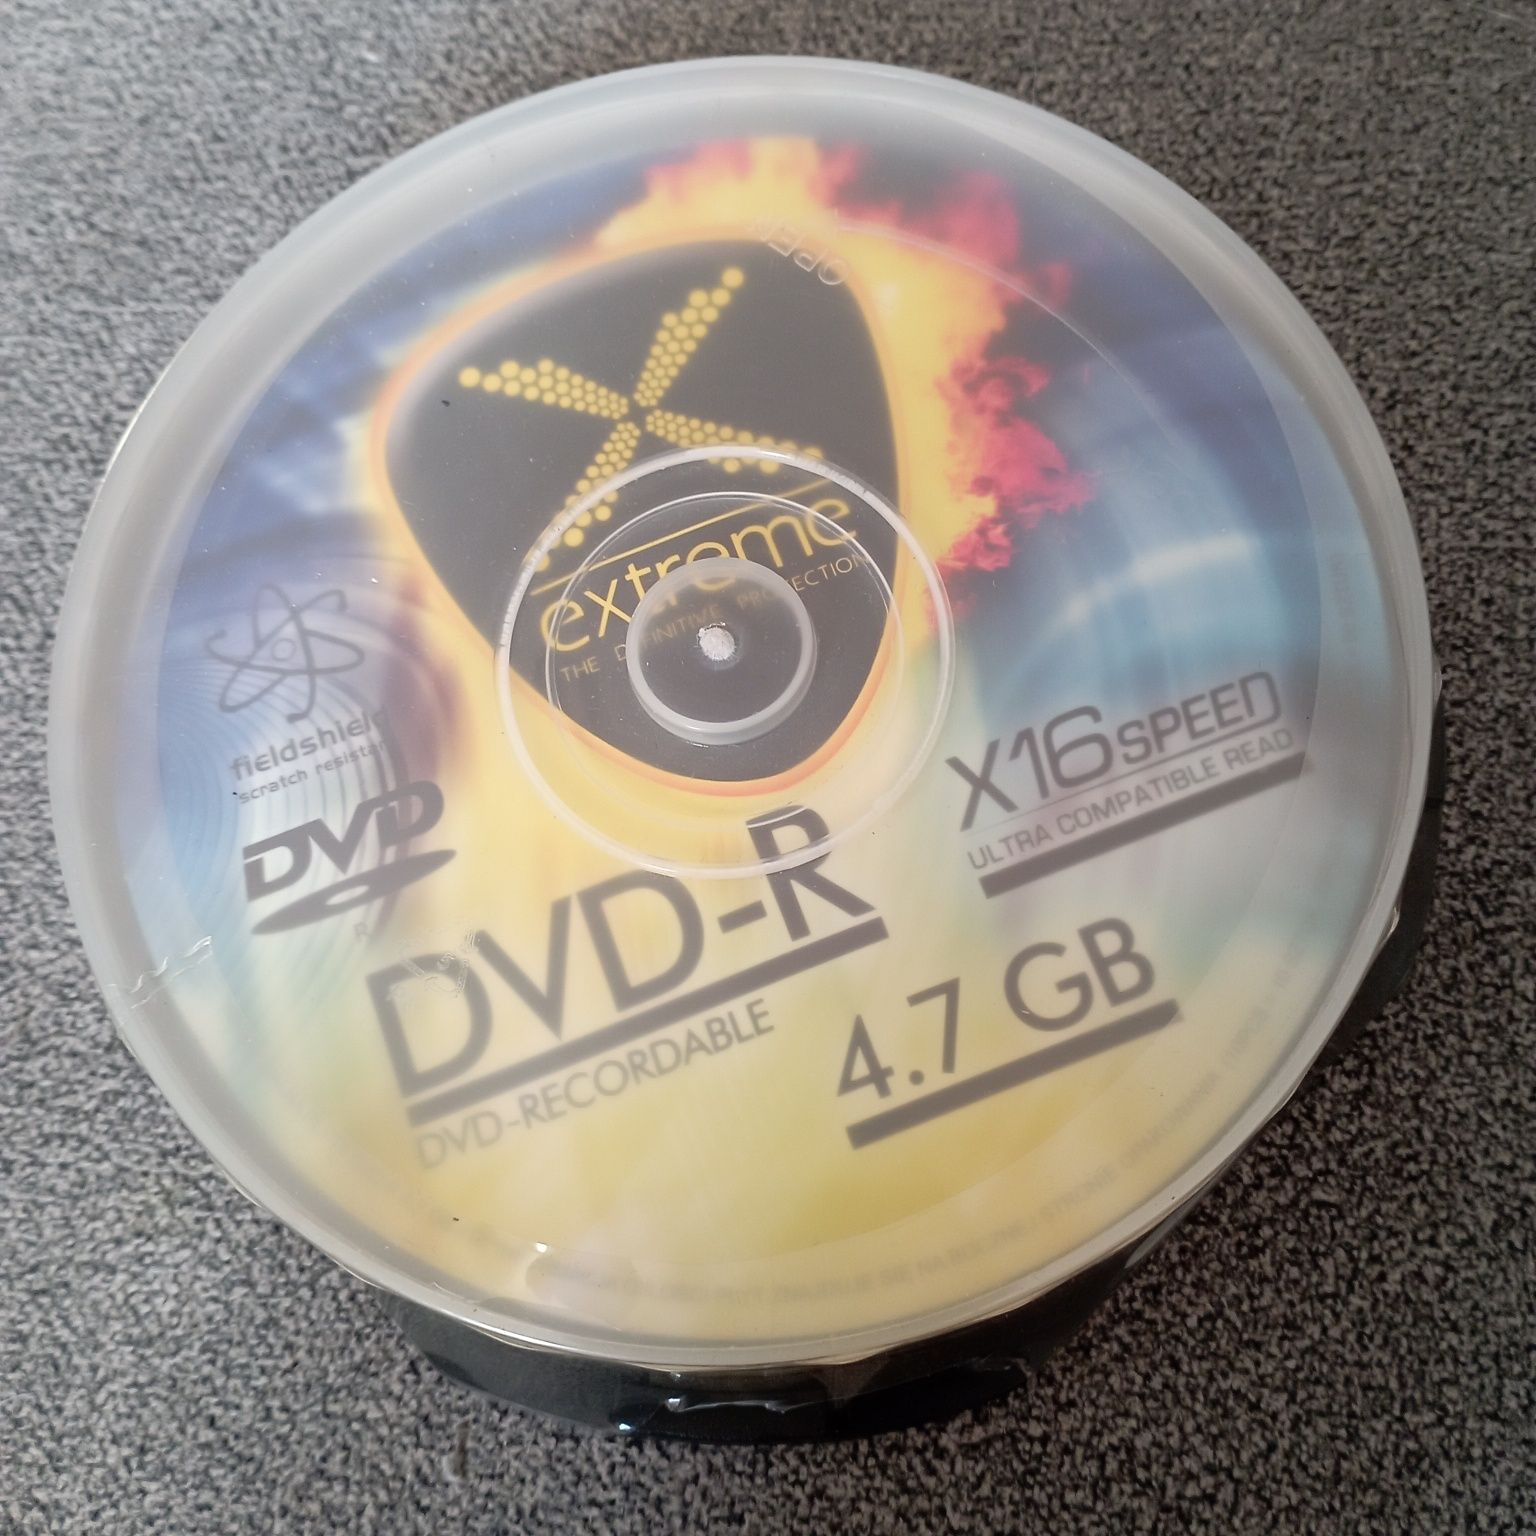 OPEN
extreme
THE DEFINITIVE PROTECTION
fieldshield
scratch resistant
DVD
R
X16 SPEED
ULTRA COMPATIBLE READ
DVD-R
DVD-RECORDABLE
4.7 GB